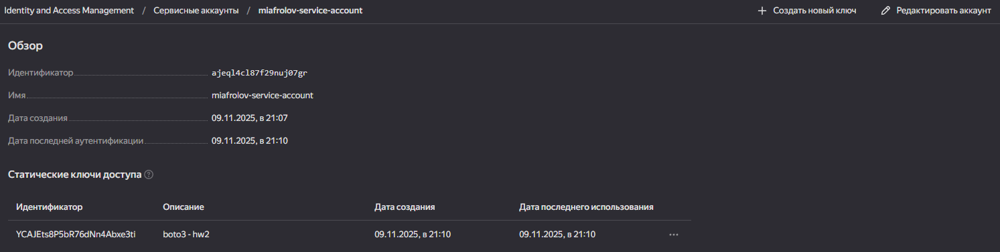 Identity and Access Management / Сервисные аккаунты / miafrolov-service-account + Создать новый ключ Редактировать аккаунт
Обзор
Идентификатор ajeql4cl87f29nuj07gr
Имя miafrolov-service-account
Дата создания 09.11.2025, в 21:07
Дата последней аутентификации 09.11.2025, в 21:10
Статические ключи доступа ?
Идентификатор Описание Дата создания Дата последнего использования
YCAJEts8P5bR76dNn4Abxe3ti boto3 - hw2 09.11.2025, в 21:10 09.11.2025, в 21:10 ...